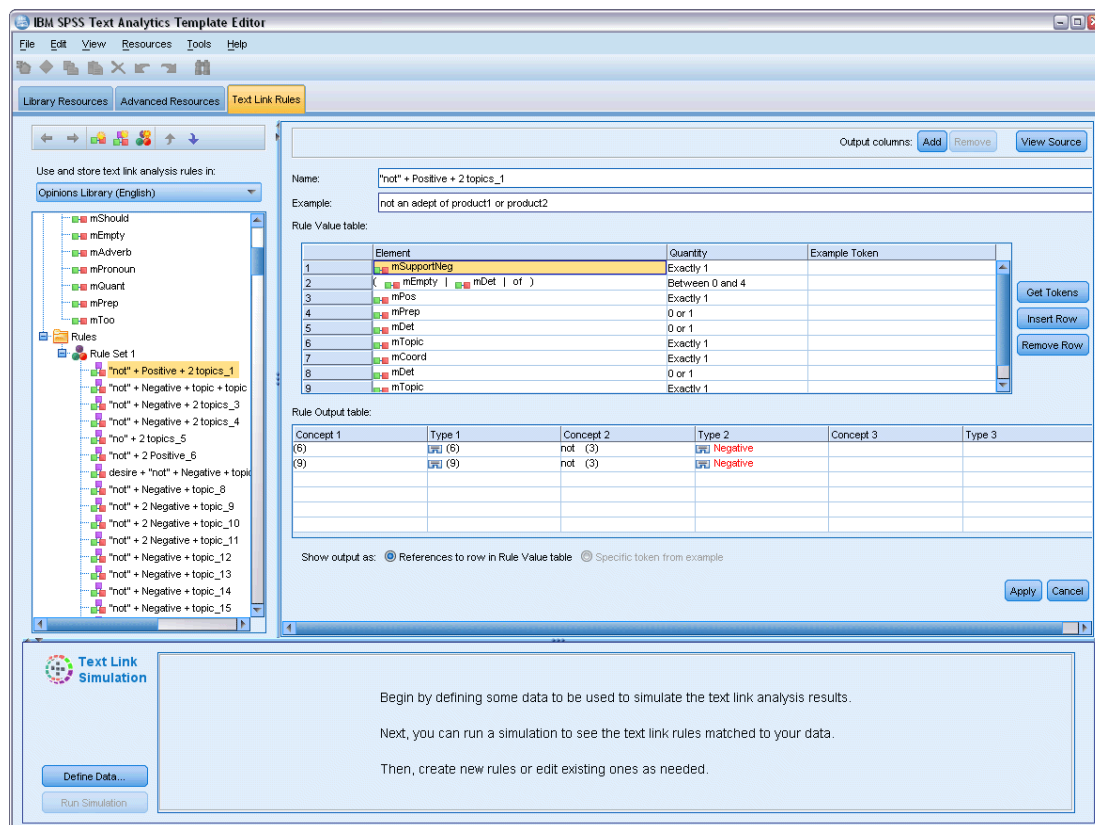 IBM SPSS Text Analytics Template Editor
File Edit View Resources Tools Help
Library Resources Advanced Resources Text Link Rules
Use and store text link analysis rules in:
Opinions Library (English)
mShould
mEmpty
mAdverb
mPronoun
mQuant
mPrep
mToo
Rules
Rule Set 1
"not" + Positive + 2 topics_1
"not" + Negative + topic + topic
"not" + Negative + 2 topics_3
"not" + Negative + 2 topics_4
"no" + 2 topics_5
"not" + 2 Positive_6
desire + "not" + Negative + topic
"not" + Negative + topic_8
"not" + 2 Negative + topic_9
"not" + 2 Negative + topic_10
"not" + 2 Negative + topic_11
"not" + Negative + topic_12
"not" + Negative + topic_13
"not" + Negative + topic_14
"not" + Negative + topic_15
Output columns: Add Remove View Source
Name: "not" + Positive + 2 topics_1
Example: not an adept of product1 or product2
Rule Value table:
Element Quantity Example Token
1 mSupportNeg Exactly 1
2 ( mEmpty | mDet | of ) Between 0 and 4
3 mPos Exactly 1
4 mPrep 0 or 1
5 mDet 0 or 1
6 mTopic Exactly 1
7 mCoord Exactly 1
8 mDet 0 or 1
9 mTopic Exactly 1
Get Tokens
Insert Row
Remove Row
Rule Output table:
Concept 1 Type 1 Concept 2 Type 2 Concept 3 Type 3
(6) (6) not (3) Negative
(9) (9) not (3) Negative
Show output as: References to row in Rule Value table Specific token from example
Apply Cancel
Text Link
Simulation
Begin by defining some data to be used to simulate the text link analysis results.
Next, you can run a simulation to see the text link rules matched to your data.
Then, create new rules or edit existing ones as needed.
Define Data...
Run Simulation